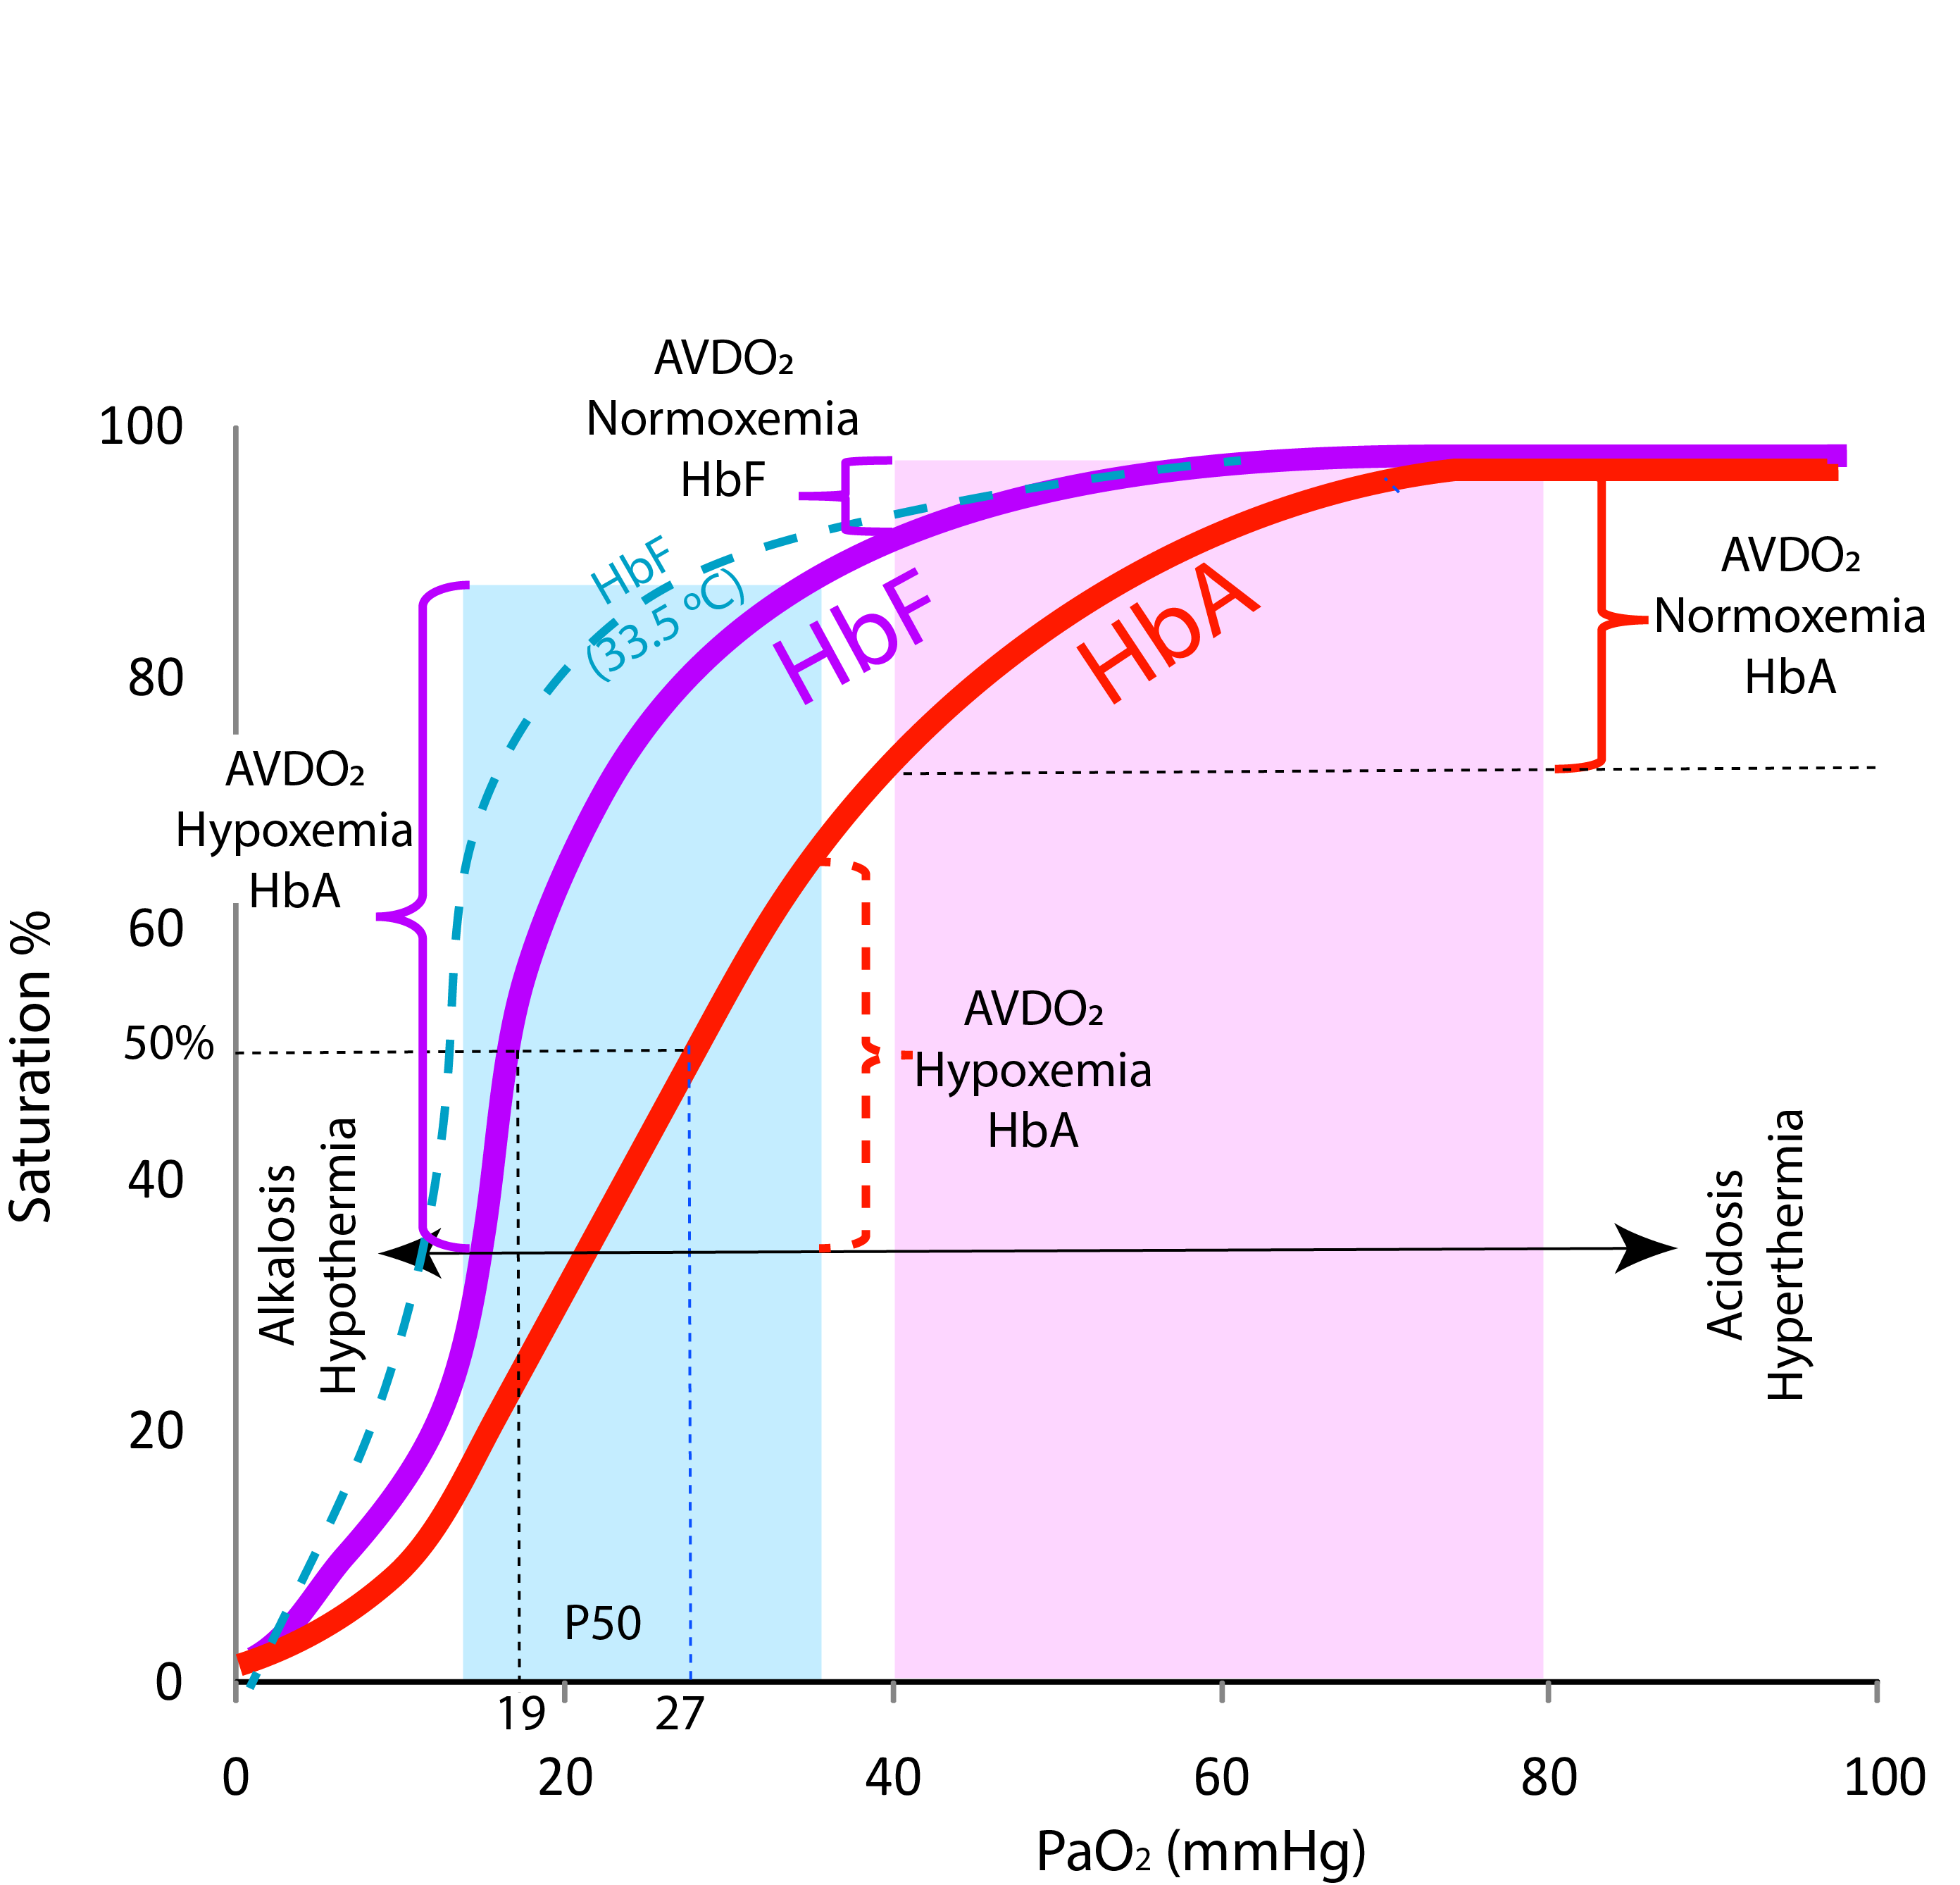 AVDO₂
Normoxemia
HbF
100
HbF
(33.5°C)
HbF
HbA
AVDO₂
Normoxemia
HbA
80
AVDO₂
Hypoxemia
HbA
60
50%
40
20
0
Saturation %
AVDO₂
Hypoxemia
HbA
Alkalosis
Hypothermia
Acidosis
Hyperthermia
P50
19
27
0
20
40
60
80
100
PaO₂ (mmHg)